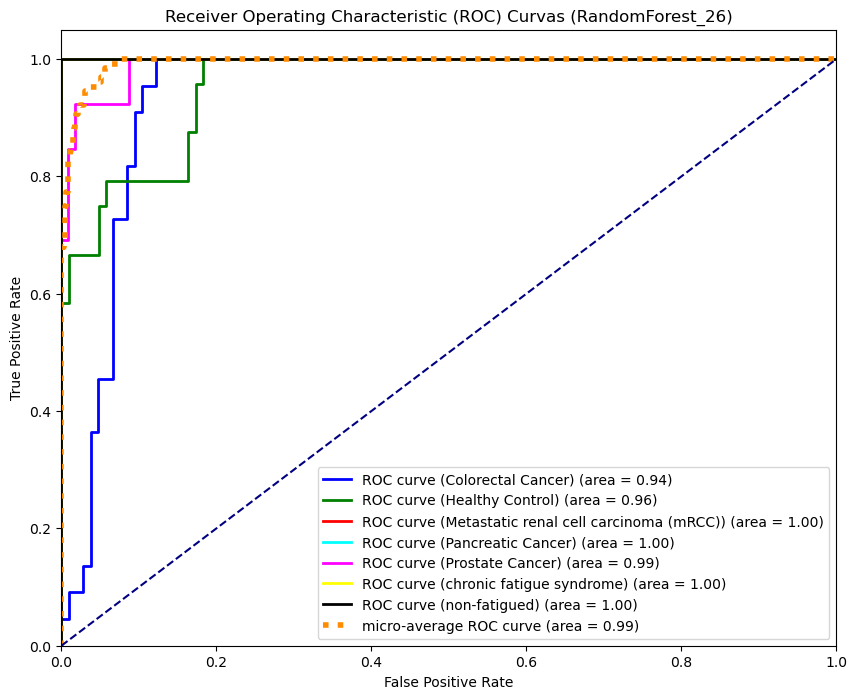 Receiver Operating Characteristic (ROC) Curvas (RandomForest_26)
True Positive Rate
1.0
0.8
0.6
0.4
0.2
0.0
ROC curve (Colorectal Cancer) (area = 0.94)
ROC curve (Healthy Control) (area = 0.96)
ROC curve (Metastatic renal cell carcinoma (mRCC)) (area = 1.00)
ROC curve (Pancreatic Cancer) (area = 1.00)
ROC curve (Prostate Cancer) (area = 0.99)
ROC curve (chronic fatigue syndrome) (area = 1.00)
ROC curve (non-fatigued) (area = 1.00)
micro-average ROC curve (area = 0.99)
0.0 0.2 0.4 0.6 0.8 1.0
False Positive Rate